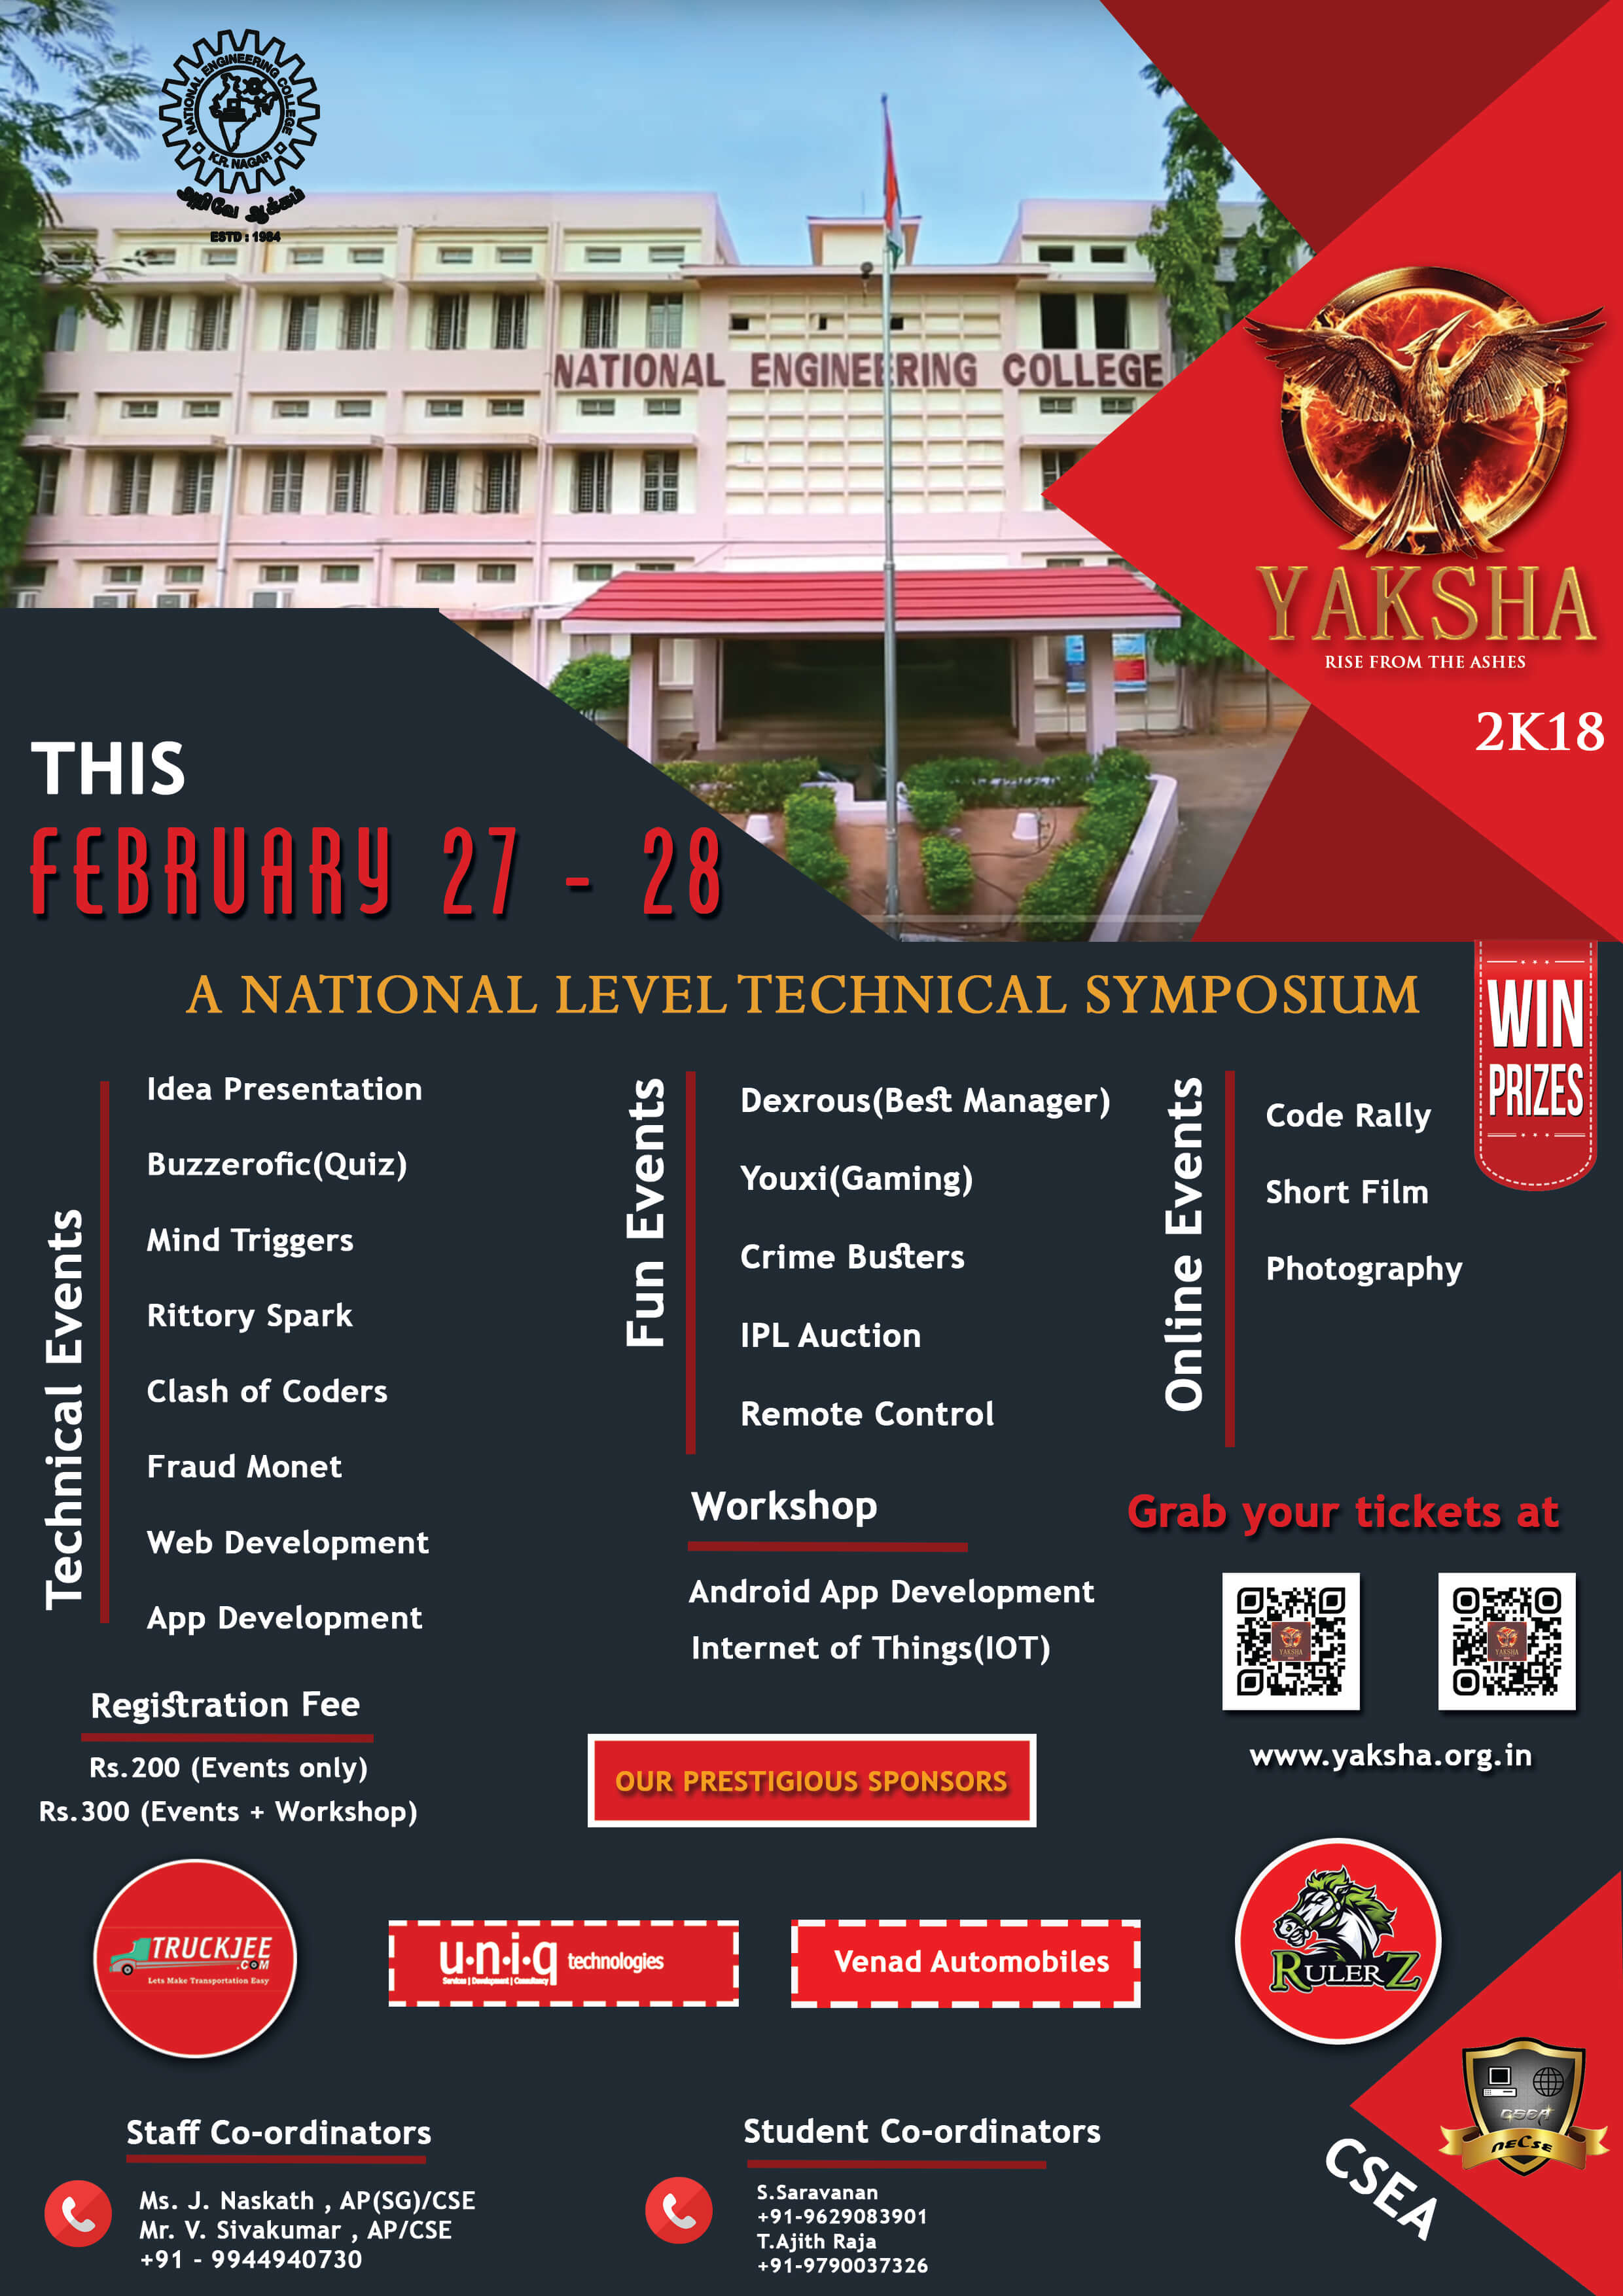 NATIONAL ENGINEERING COLLEGE
K.R. NAGAR
அறிவே ஆக்கம்
ESTD : 1984
NATIONAL ENGINEERING COLLEGE
YAKSHA
RISE FROM THE ASHES
2K18
THIS
FEBRUARY 27 - 28
A NATIONAL LEVEL TECHNICAL SYMPOSIUM
WIN
PRIZES
Technical Events
Idea Presentation
Buzzerofic(Quiz)
Mind Triggers
Rittory Spark
Clash of Coders
Fraud Monet
Web Development
App Development
Fun Events
Dexrous(Best Manager)
Youxi(Gaming)
Crime Busters
IPL Auction
Remote Control
Online Events
Code Rally
Short Film
Photography
Workshop
Android App Development
Internet of Things(IOT)
Grab your tickets at
YAKSHA
YAKSHA
www.yaksha.org.in
Registration Fee
Rs.200 (Events only)
Rs.300 (Events + Workshop)
OUR PRESTIGIOUS SPONSORS
TRUCKJEE
.COM
Lets Make Transportation Easy
u·n·i·q technologies
Services | Development | Consultancy
Venad Automobiles
RULERZ
Staff Co-ordinators
Ms. J. Naskath , AP(SG)/CSE
Mr. V. Sivakumar , AP/CSE
+91 - 9944940730
Student Co-ordinators
S.Saravanan
+91-9629083901
T.Ajith Raja
+91-9790037326
CSEA
NECSE
CSEA